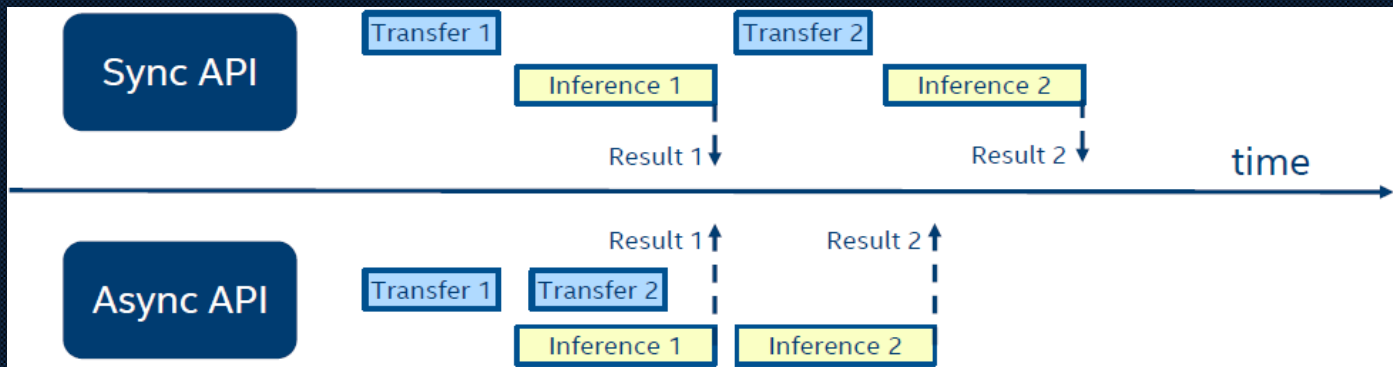 Transfer 1
Transfer 2
Sync API
Inference 1
Inference 2
Result 1
Result 2
time
Result 1
Result 2
Async API
Transfer 1
Transfer 2
Inference 1
Inference 2